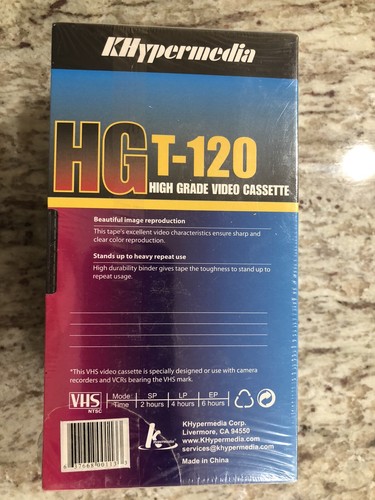 KHypermedia
HG T-120
HIGH GRADE VIDEO CASSETTE
Beautiful image reproduction
This tape's excellent video characteristics ensure sharp and
clear color reproduction.
Stands up to heavy repeat use
High durability binder gives tape the toughness to stand up to
repeat usage.
*This VHS video cassette is specially designed or use with camera
recorders and VCRs bearing the VHS mark.
VHS NTSC
Mode SP LP EP
Time 2 hours 4 hours 6 hours
KHypermedia Corp.
Livermore, CA 94550
www.KHypermedia.com
services@khypermedia.com
Made in China